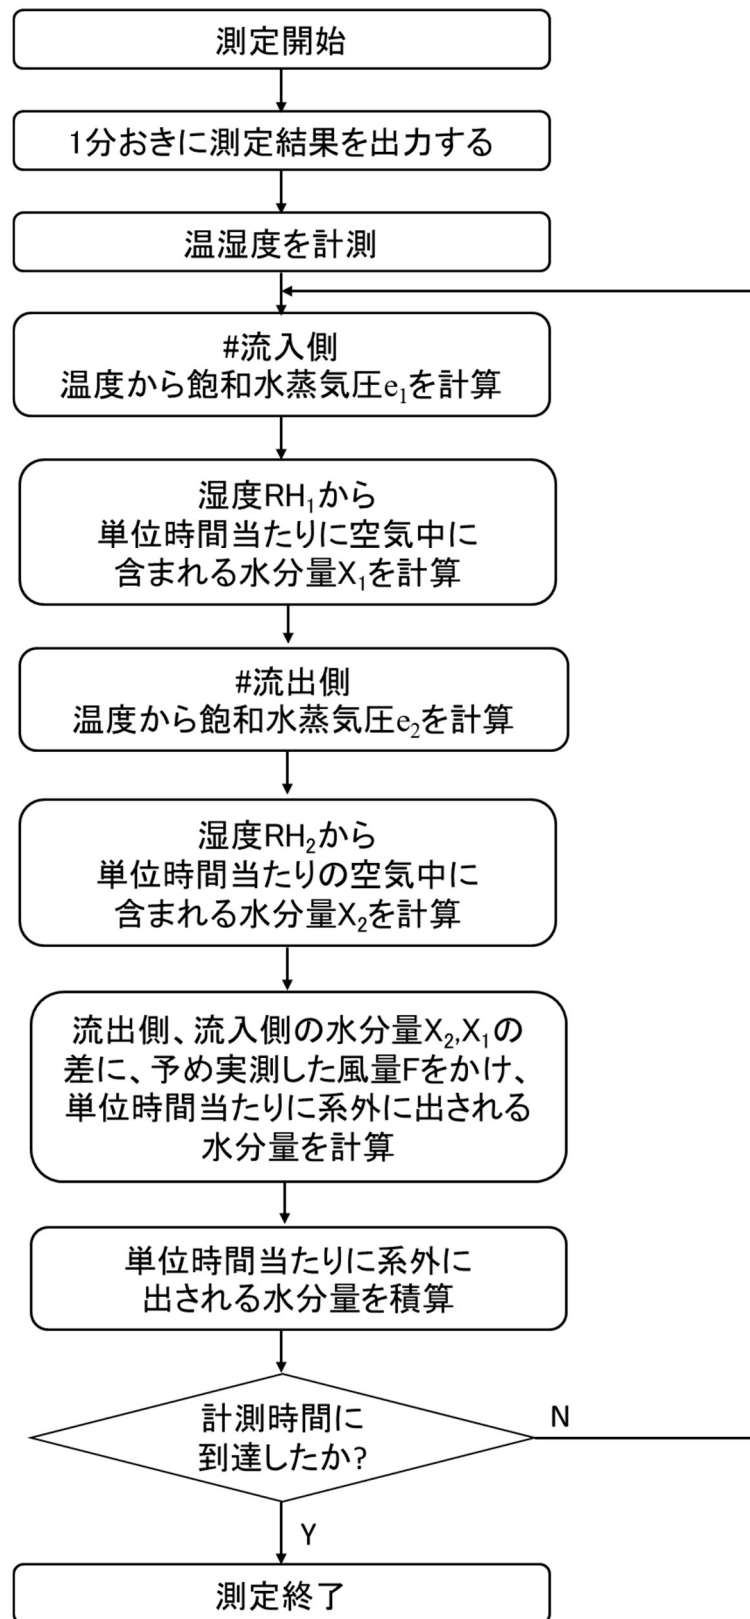 測定開始
1分おきに測定結果を出力する
温湿度を計測
#流入側
温度から飽和水蒸気圧e₁を計算
湿度RH₁から
単位時間当たりに空気中に
含まれる水分量X₁を計算
#流出側
温度から飽和水蒸気圧e₂を計算
湿度RH₂から
単位時間当たりの空気中に
含まれる水分量X₂を計算
流出側、流入側の水分量X₂,X₁の
差に、予め実測した風量Fをかけ、
単位時間当たりに系外に出される
水分量を計算
単位時間当たりに系外に
出される水分量を積算
計測時間に
到達したか?
N
Y
測定終了